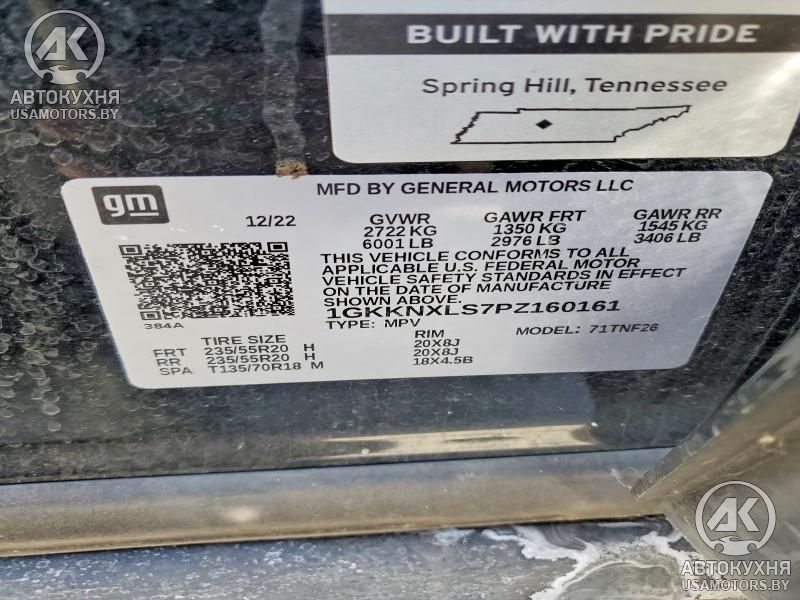 AK
АВТОКУХНЯ
USAMOTORS.BY
BUILT WITH PRIDE
Spring Hill, Tennessee
gm
MFD BY GENERAL MOTORS LLC
12/22 GVWR GAWR FRT GAWR RR
2722 KG 1350 KG 1545 KG
6001 LB 2976 LB 3406 LB
THIS VEHICLE CONFORMS TO ALL
APPLICABLE U.S. FEDERAL MOTOR
VEHICLE SAFETY STANDARDS IN EFFECT
ON THE DATE OF MANUFACTURE
SHOWN ABOVE.
1GKKNXLS7PZ160161
384A
TYPE: MPV MODEL: 71TNF26
TIRE SIZE RIM
FRT 235/55R20 H 20X8J
RR 235/55R20 H 20X8J
SPA T135/70R18 M 18X4.5B
AK
АВТОКУХНЯ
USAMOTORS.BY